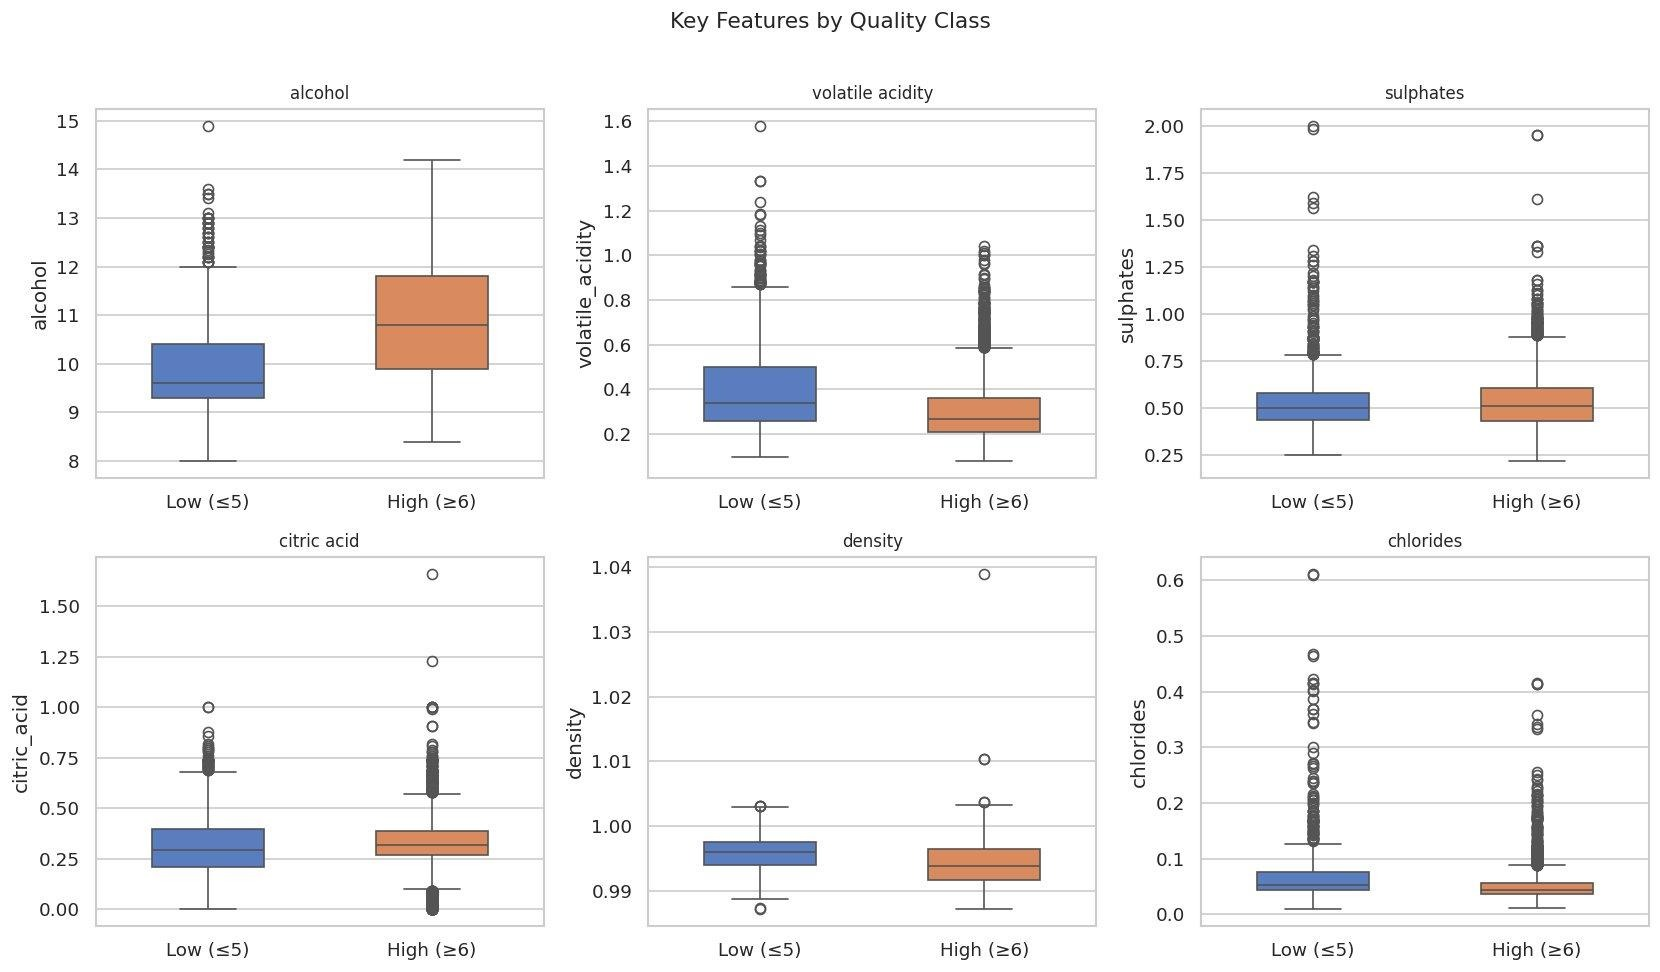 Key Features by Quality Class
alcohol
alcohol
15
14
13
12
11
10
9
8
Low (≤5) High (≥6)
volatile acidity
volatile_acidity
1.6
1.4
1.2
1.0
0.8
0.6
0.4
0.2
Low (≤5) High (≥6)
sulphates
sulphates
2.00
1.75
1.50
1.25
1.00
0.75
0.50
0.25
Low (≤5) High (≥6)
citric acid
citric_acid
1.50
1.25
1.00
0.75
0.50
0.25
0.00
Low (≤5) High (≥6)
density
density
1.04
1.03
1.02
1.01
1.00
0.99
Low (≤5) High (≥6)
chlorides
chlorides
0.6
0.5
0.4
0.3
0.2
0.1
0.0
Low (≤5) High (≥6)